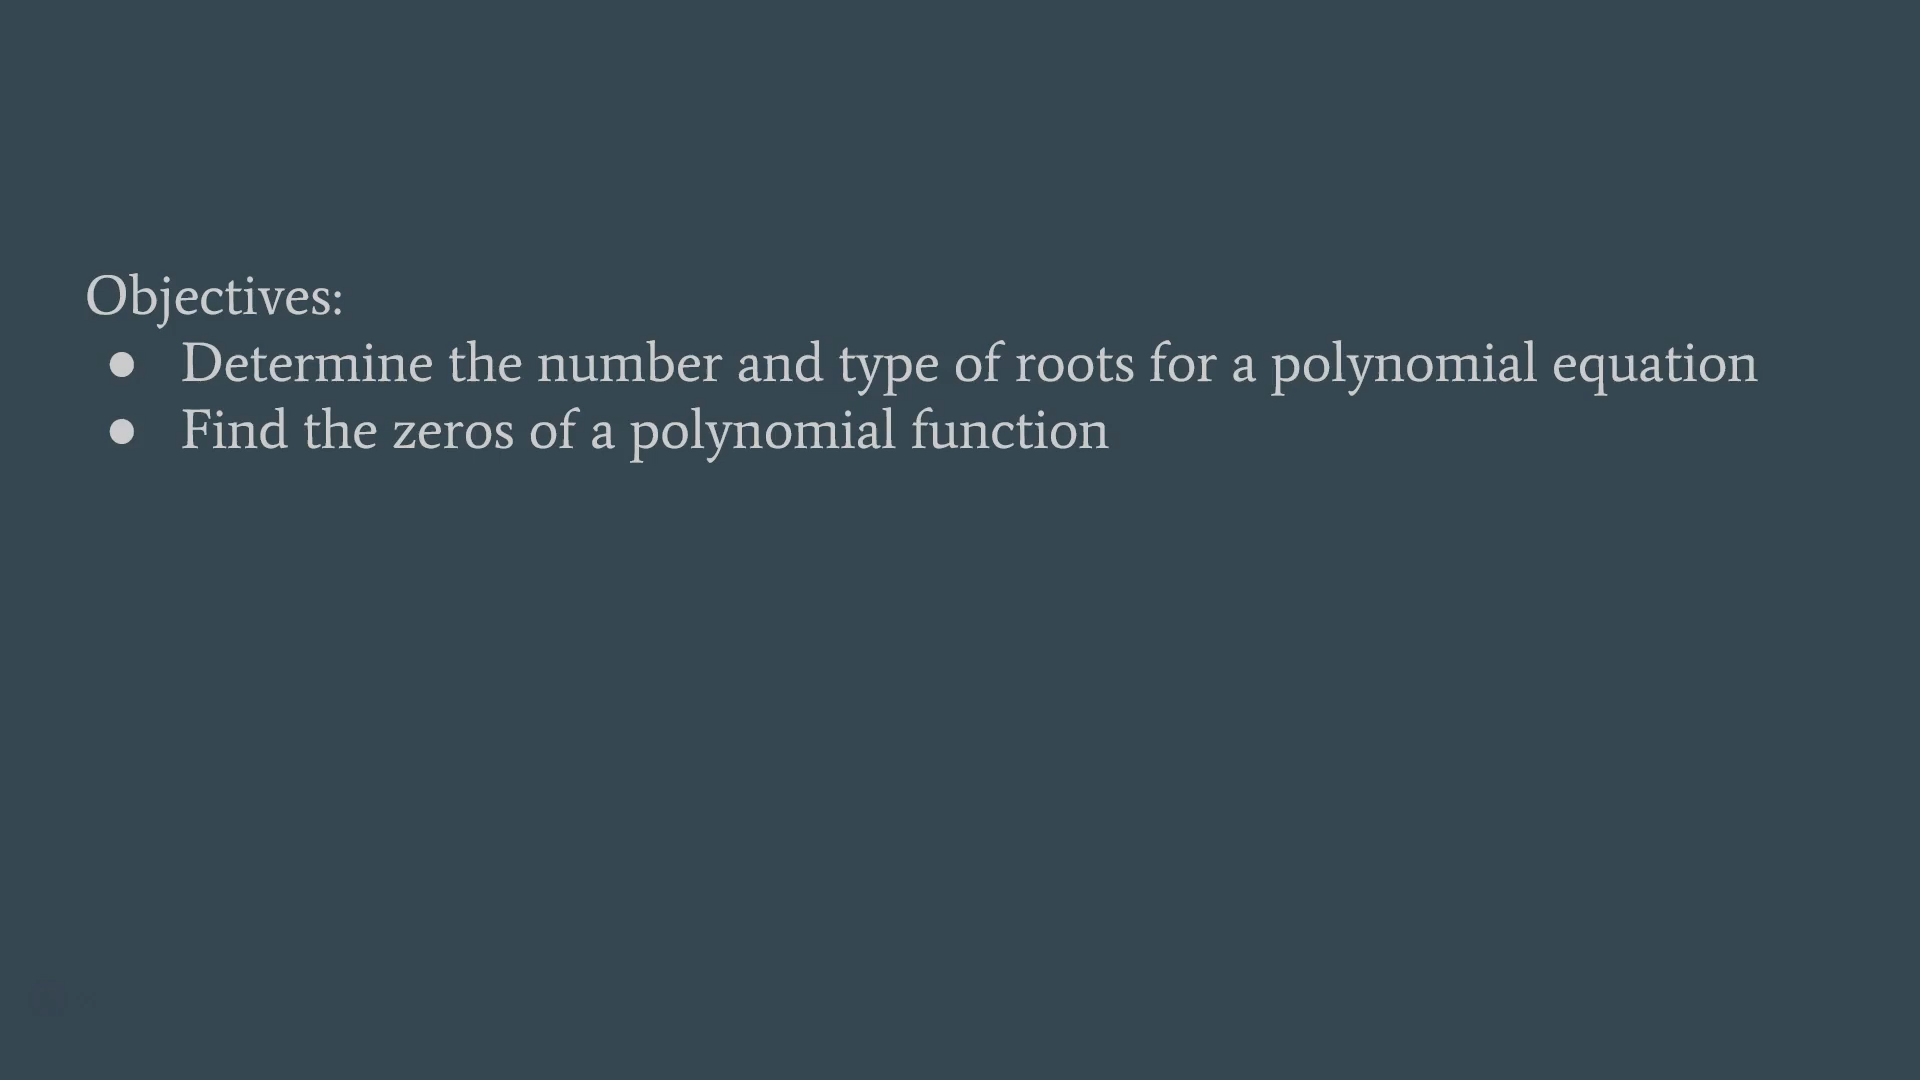 Objectives:
● Determine the number and type of roots for a polynomial equation
● Find the zeros of a polynomial function